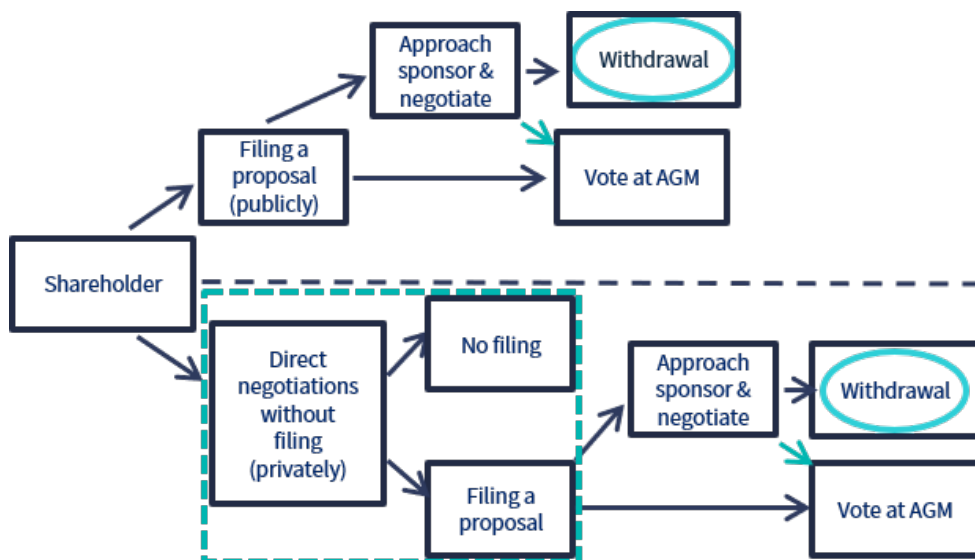 Approach
sponsor &
negotiate
Withdrawal
Filing a
proposal
(publicly)
Vote at AGM
Shareholder
Direct
negotiations
without
filing
(privately)
No filing
Approach
sponsor &
negotiate
Withdrawal
Filing a
proposal
Vote at AGM